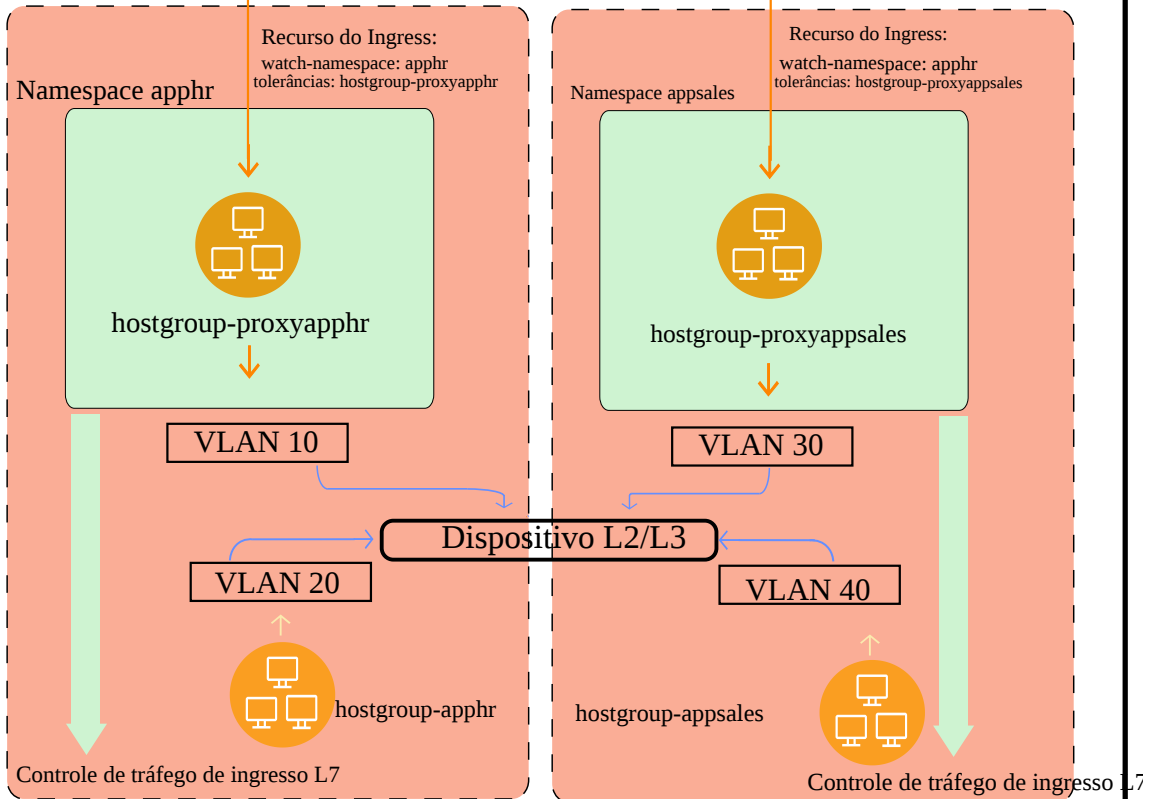 Recurso do Ingress:
watch-namespace: apphr
tolerâncias: hostgroup-proxyapphr
Namespace apphr
hostgroup-proxyapphr
VLAN 10
VLAN 20
hostgroup-apphr
Controle de tráfego de ingresso L7
Dispositivo L2/L3
Recurso do Ingress:
watch-namespace: apphr
tolerâncias: hostgroup-proxyappsales
Namespace appsales
hostgroup-proxyappsales
VLAN 30
VLAN 40
hostgroup-appsales
Controle de tráfego de ingresso L7